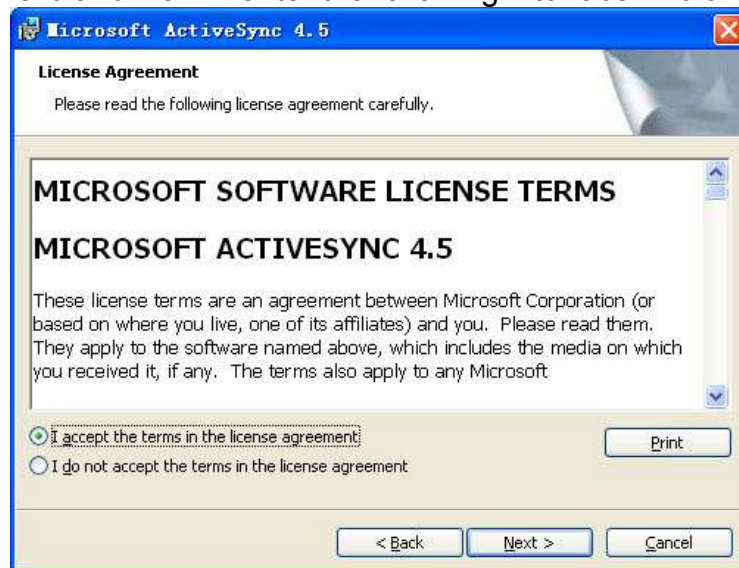 Microsoft ActiveSync 4.5
License Agreement
Please read the following license agreement carefully.
MICROSOFT SOFTWARE LICENSE TERMS
MICROSOFT ACTIVESYNC 4.5
These license terms are an agreement between Microsoft Corporation (or
based on where you live, one of its affiliates) and you.  Please read them.
They apply to the software named above, which includes the media on which
you received it, if any.  The terms also apply to any Microsoft
I accept the terms in the license agreement
Print
I do not accept the terms in the license agreement
< Back
Next >
Cancel